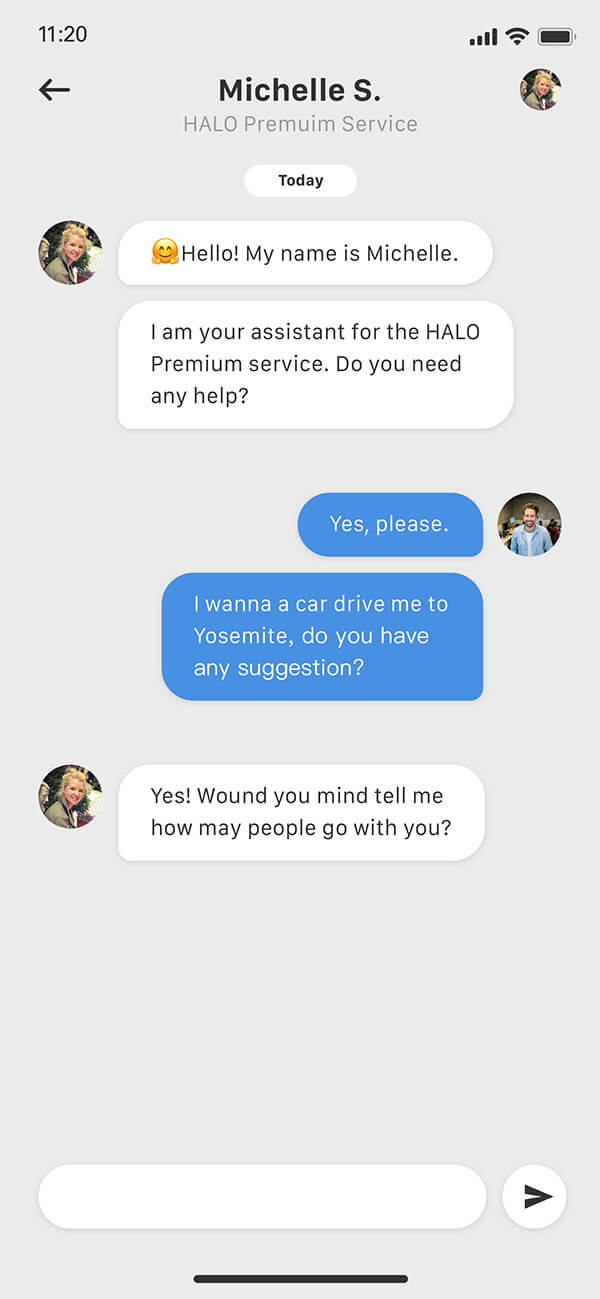 11:20
Michelle S.
HALO Premuim Service
Today
🤗Hello! My name is Michelle.
I am your assistant for the HALO
Premium service. Do you need
any help?
Yes, please.
I wanna a car drive me to
Yosemite, do you have
any suggestion?
Yes! Wound you mind tell me
how may people go with you?